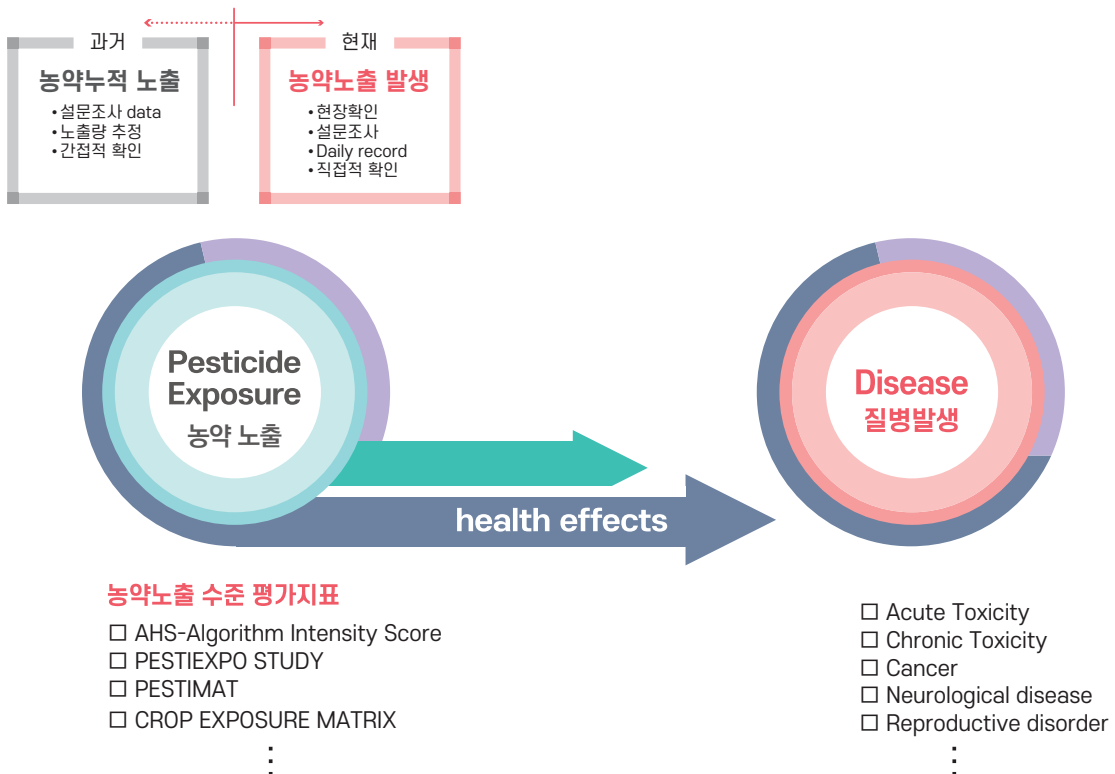 과거
농약누적 노출
•설문조사 data
•노출량 추정
•간접적 확인
현재
농약노출 발생
•현장확인
•설문조사
•Daily record
•직접적 확인
Pesticide
Exposure
농약 노출
health effects
Disease
질병발생
농약노출 수준 평가지표
□ AHS-Algorithm Intensity Score
□ PESTIEXPO STUDY
□ PESTIMAT
□ CROP EXPOSURE MATRIX
⋮
□ Acute Toxicity
□ Chronic Toxicity
□ Cancer
□ Neurological disease
□ Reproductive disorder
⋮